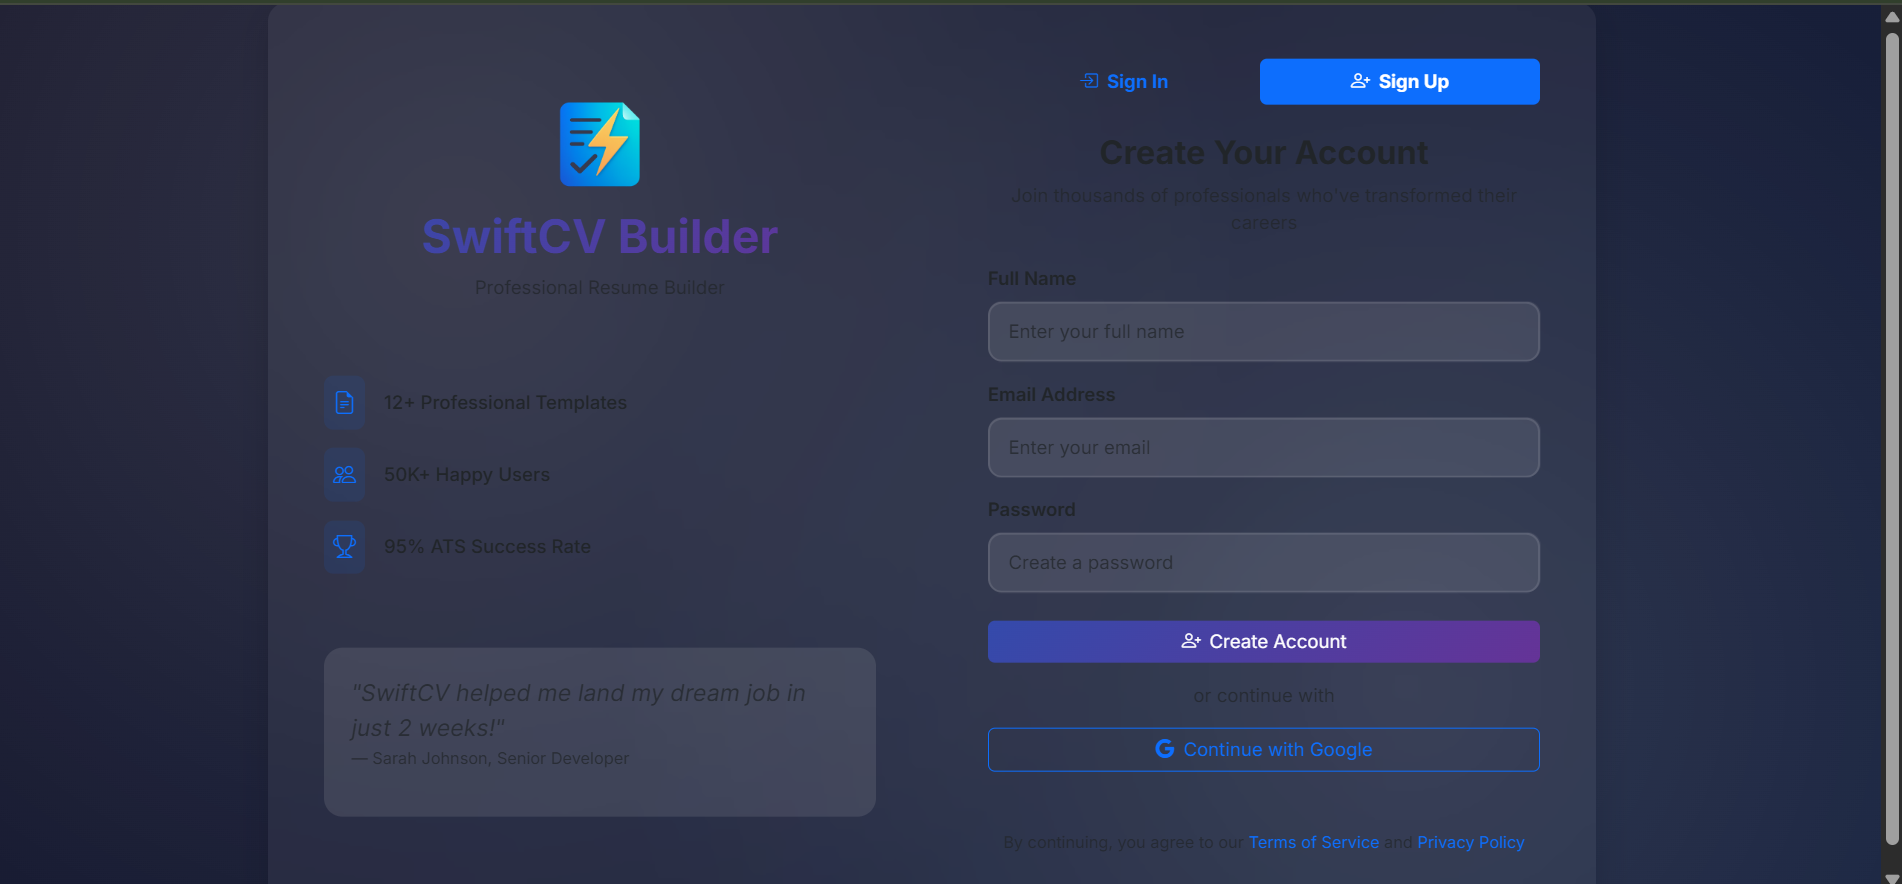 SwiftCV Builder
Professional Resume Builder
12+ Professional Templates
50K+ Happy Users
95% ATS Success Rate
"SwiftCV helped me land my dream job in
just 2 weeks!"
— Sarah Johnson, Senior Developer
Sign In
Sign Up
Create Your Account
Join thousands of professionals who've transformed their
careers
Full Name
Enter your full name
Email Address
Enter your email
Password
Create a password
Create Account
or continue with
Continue with Google
By continuing, you agree to our Terms of Service and Privacy Policy